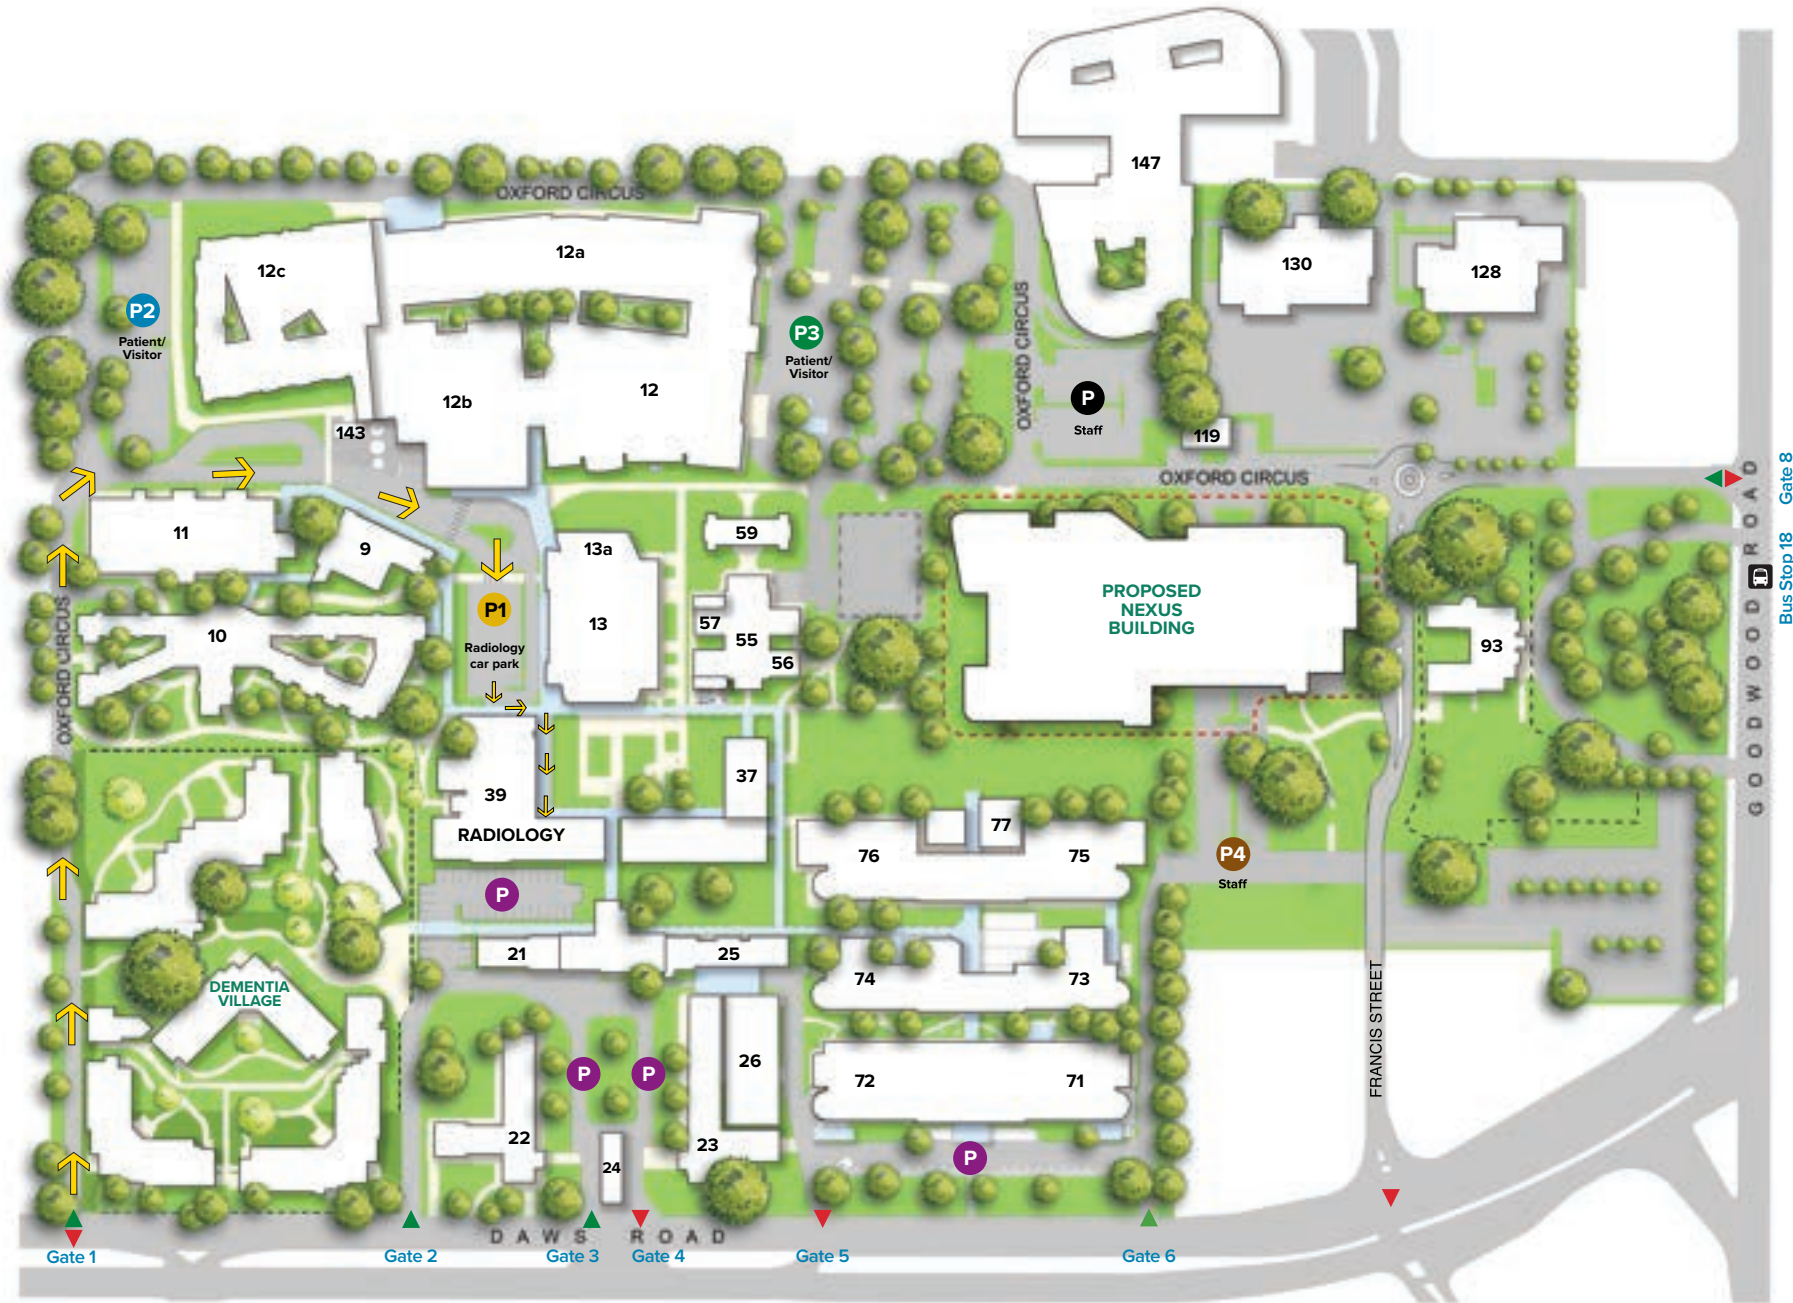 147
OXFORD CIRCUS
12a
12c
130
128
P2
Patient/
Visitor
P3
Patient/
Visitor
OXFORD CIRCUS
12
12b
P
Staff
143
119
OXFORD CIRCUS
GOODWOOD ROAD
Gate 8
Bus Stop 18
11
9
59
13a
P1
Radiology
car park
13
57
55
56
PROPOSED
NEXUS
BUILDING
93
10
OXFORD CIRCUS
39
RADIOLOGY
37
77
76
75
P4
Staff
P
21
25
74
73
DEMENTIA
VILLAGE
FRANCIS STREET
P
P
26
72
71
22
24
23
P
DAWS ROAD
Gate 1
Gate 2
Gate 3
Gate 4
Gate 5
Gate 6